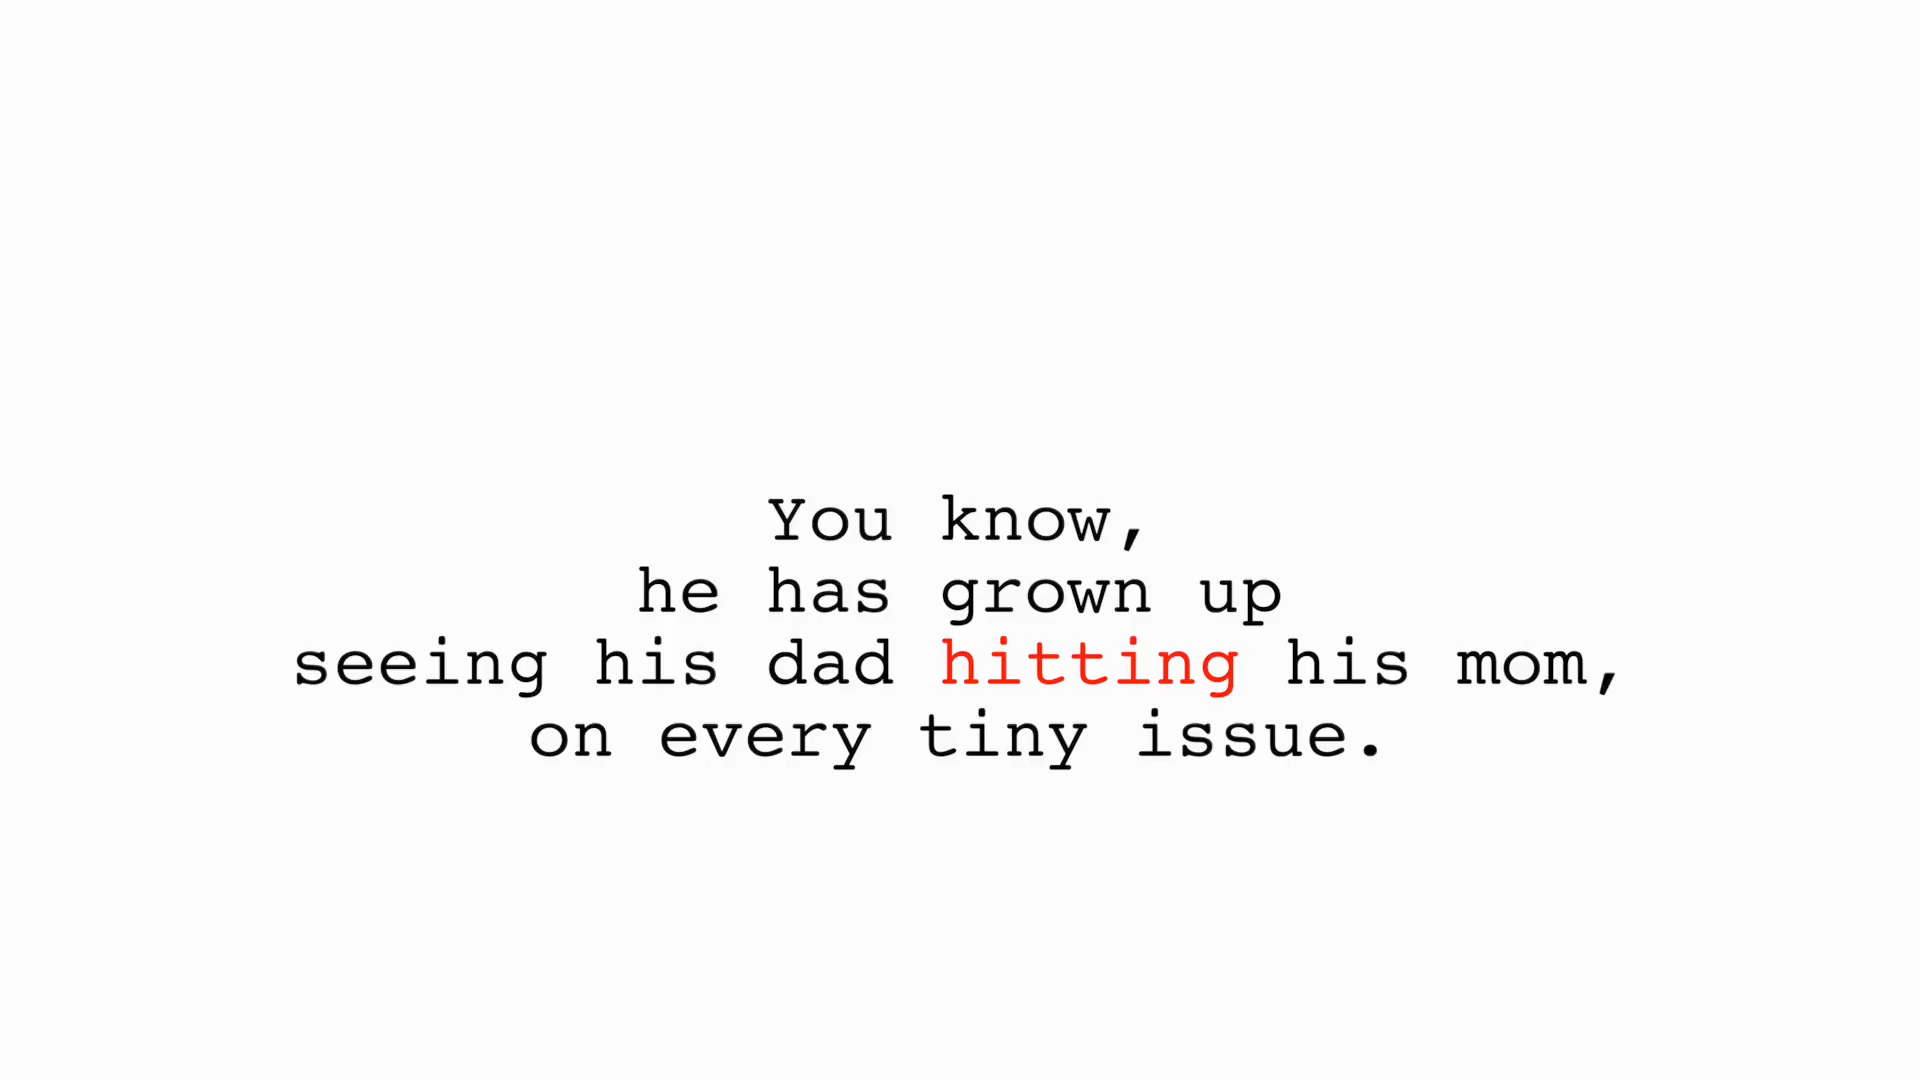 You know,
he has grown up
seeing his dad hitting his mom,
on every tiny issue.